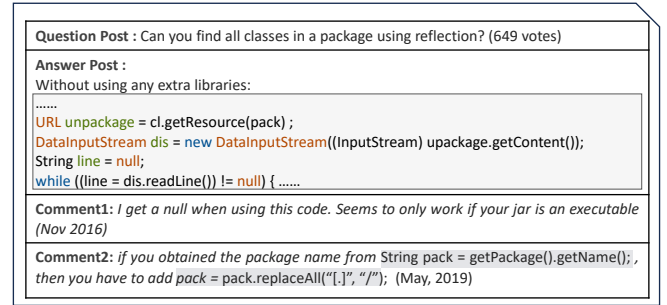 Question Post : Can you find all classes in a package using reflection? (649 votes)
Answer Post :
Without using any extra libraries:
......
URL unpackage = cl.getResource(pack) ;
DataInputStream dis = new DataInputStream((InputStream) upackage.getContent());
String line = null;
while ((line = dis.readLine()) != null) { ......
Comment1: I get a null when using this code. Seems to only work if your jar is an executable
(Nov 2016)
Comment2: if you obtained the package name from String pack = getPackage().getName(); ,
then you have to add pack = pack.replaceAll(“[.]”, “/”); (May, 2019)